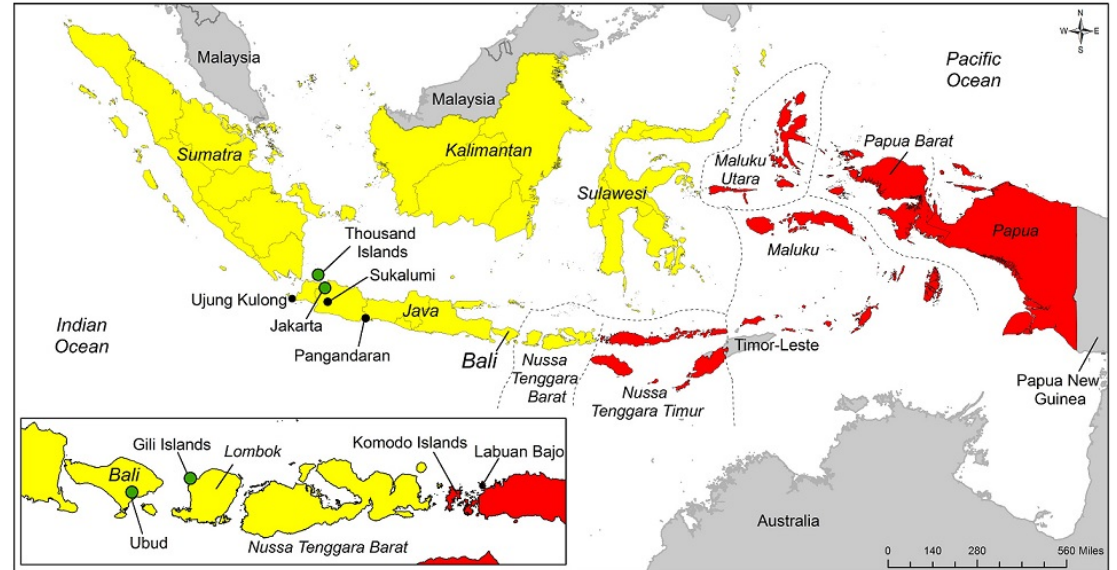 N
W E
S
Malaysia
Pacific
Ocean
Malaysia
Papua Barat
Sumatra
Kalimantan
Maluku
Utara
Sulawesi
Papua
Thousand
Islands
Maluku
Sukalumi
Ujung Kulong
Java
Jakarta
Indian
Ocean
Pangandaran
Bali
Nussa
Tenggara
Barat
Timor-Leste
Nussa
Tenggara Timur
Papua New
Guinea
Gili Islands
Lombok
Komodo Islands
Labuan Bajo
Bali
Ubud
Nussa Tenggara Barat
Australia
0 140 280 560 Miles